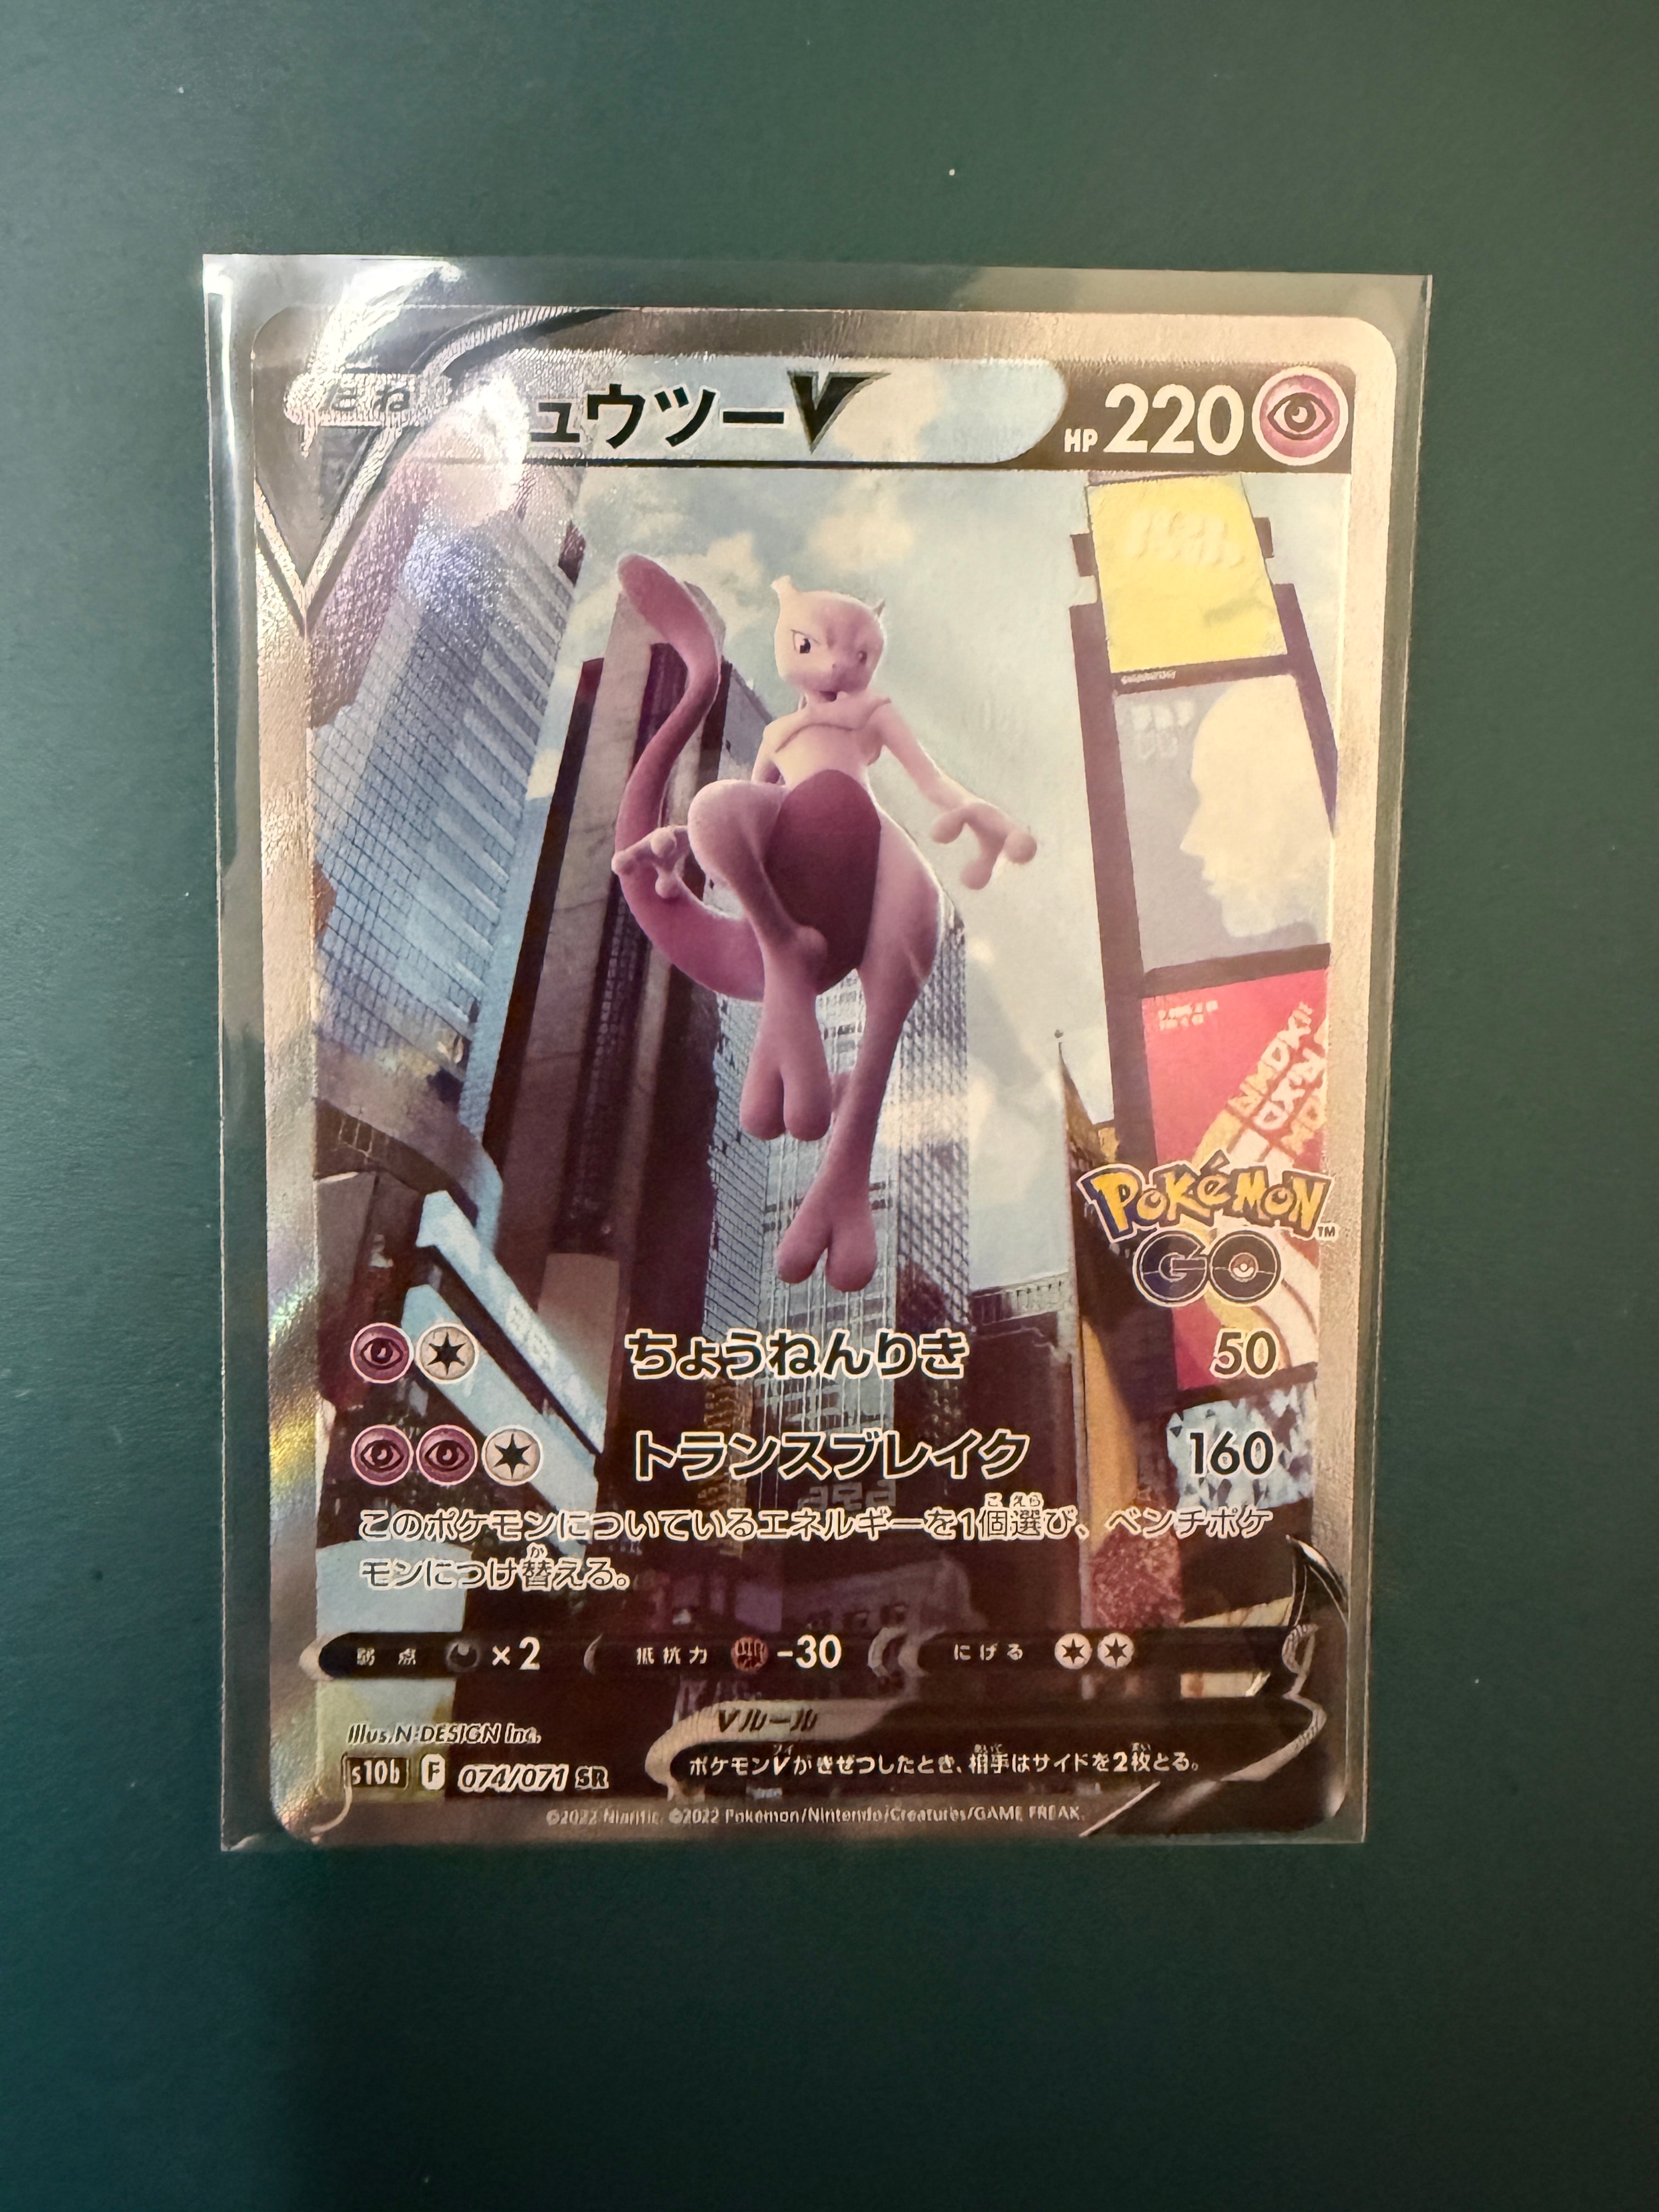 たね
ュウツーV HP 220
Pokémon™
GO
ちょうねんりき 50
トランスブレイク 160
このポケモンについているエネルギーを1個選び、ベンチポケ
モンにつけ替える。
弱点 ×2 抵抗力 -30 にげる
Vルール
ポケモンVがきぜつしたとき、相手はサイドを2枚とる。
Illus. N-DESIGN Inc.
s10b F 074/071 SR
©2022 Niantic. ©2022 Pokémon/Nintendo/Creatures/GAME FREAK.